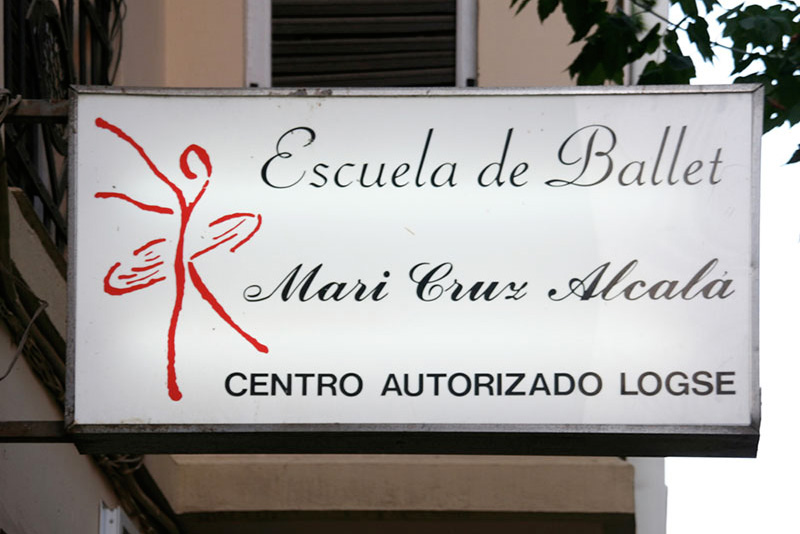 Escuela de Ballet
Mari Cruz Alcalá
CENTRO AUTORIZADO LOGSE